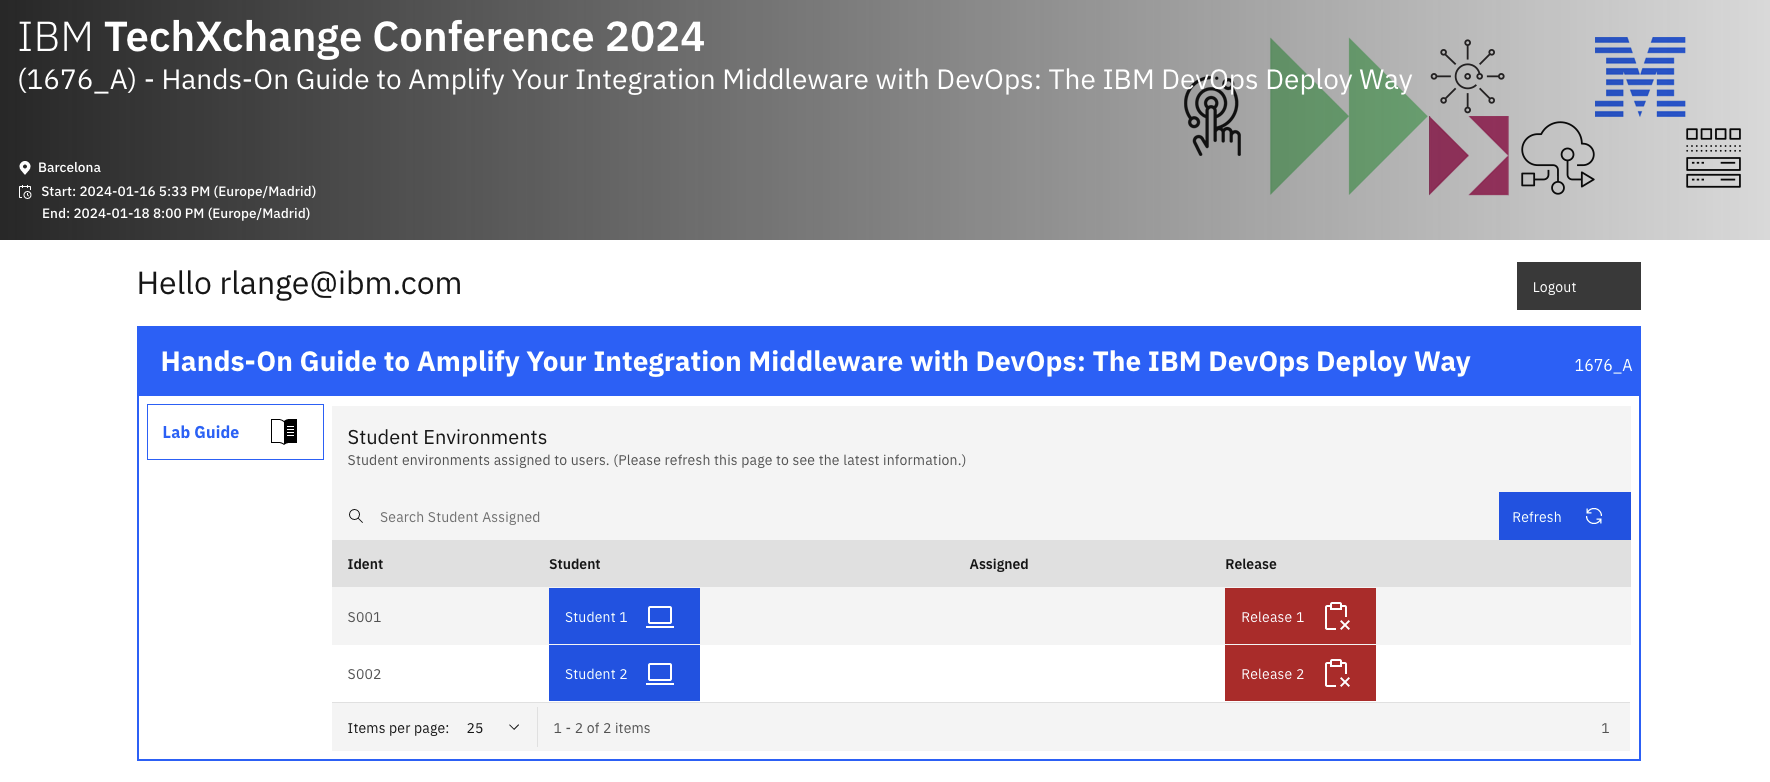 IBM TechXchange Conference 2024
(1676_A) - Hands-On Guide to Amplify Your Integration Middleware with DevOps: The IBM DevOps Deploy Way
M
Barcelona
Start: 2024-01-16 5:33 PM (Europe/Madrid)
End: 2024-01-18 8:00 PM (Europe/Madrid)
Hello rlange@ibm.com
Logout
Hands-On Guide to Amplify Your Integration Middleware with DevOps: The IBM DevOps Deploy Way
1676_A
Lab Guide
Student Environments
Student environments assigned to users. (Please refresh this page to see the latest information.)
Search Student Assigned
Refresh
Ident Student Assigned Release
S001 Student 1 Release 1
S002 Student 2 Release 2
Items per page: 25 1 - 2 of 2 items 1